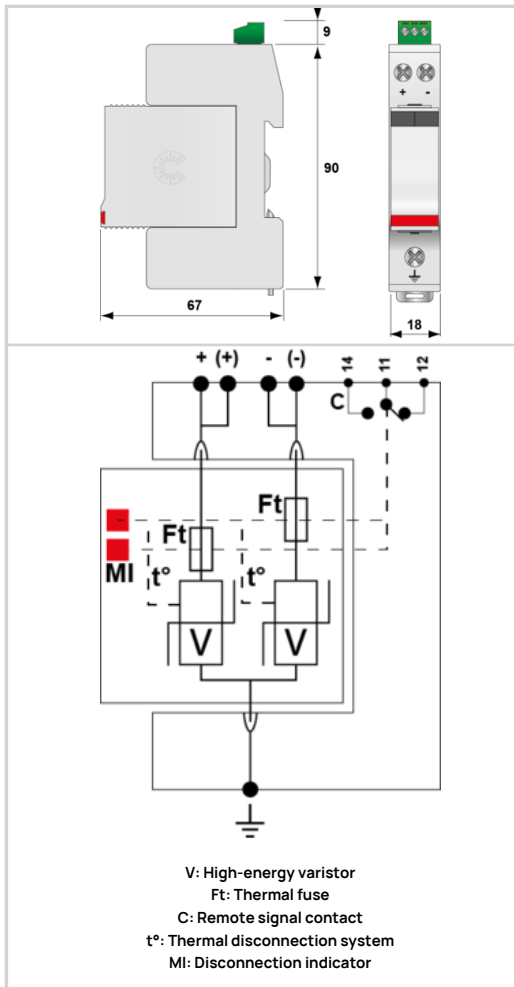 9
90
67
+ -
18
+ (+) - (-) 14 11 12
C
Ft
Ft
MI
t°
t°
V
V
V: High-energy varistor
Ft: Thermal fuse
C: Remote signal contact
t°: Thermal disconnection system
MI: Disconnection indicator